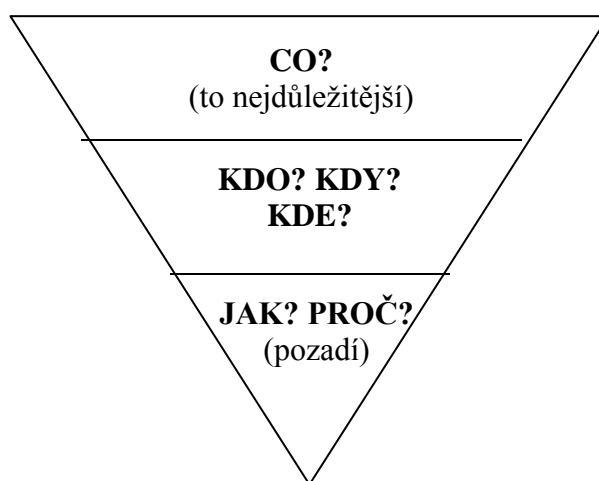 CO?
(to nejdůležitější)
KDO? KDY?
KDE?
JAK? PROČ?
(pozadí)